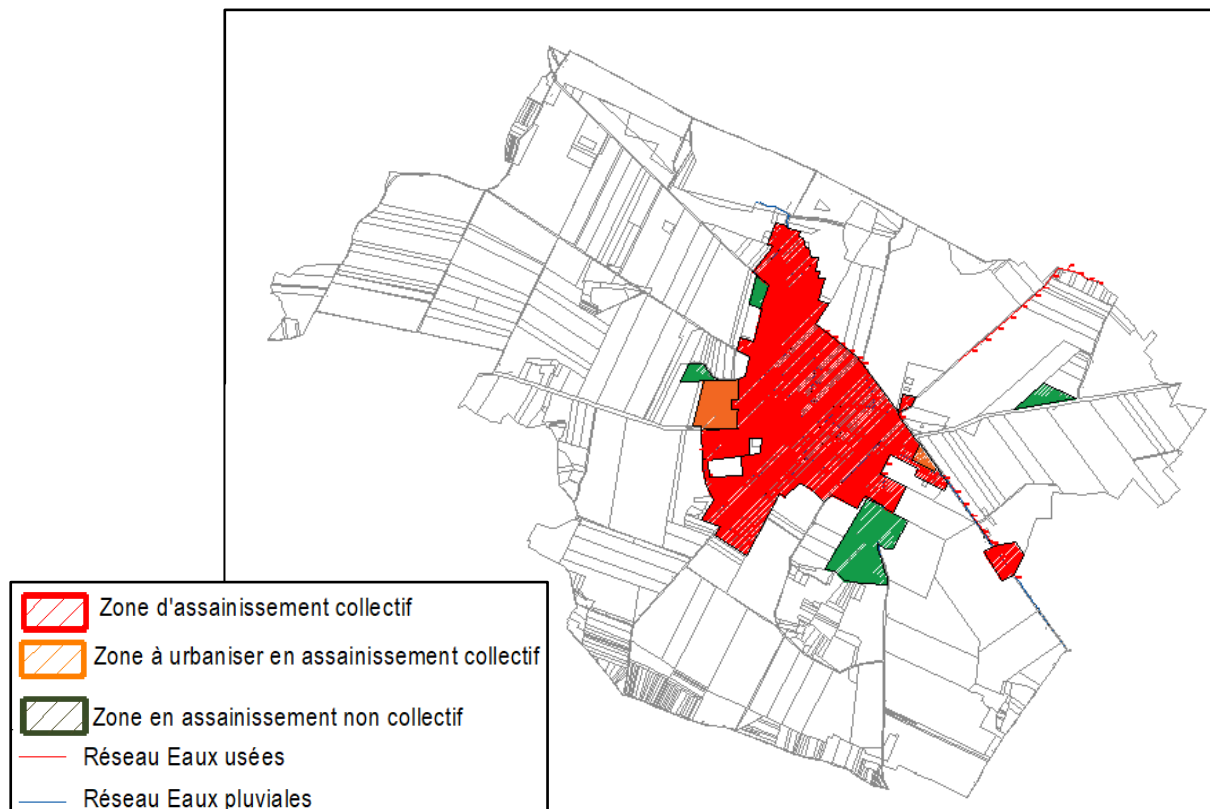 Zone d'assainissement collectif
Zone à urbaniser en assainissement collectif
Zone en assainissement non collectif
Réseau Eaux usées
Réseau Eaux pluviales